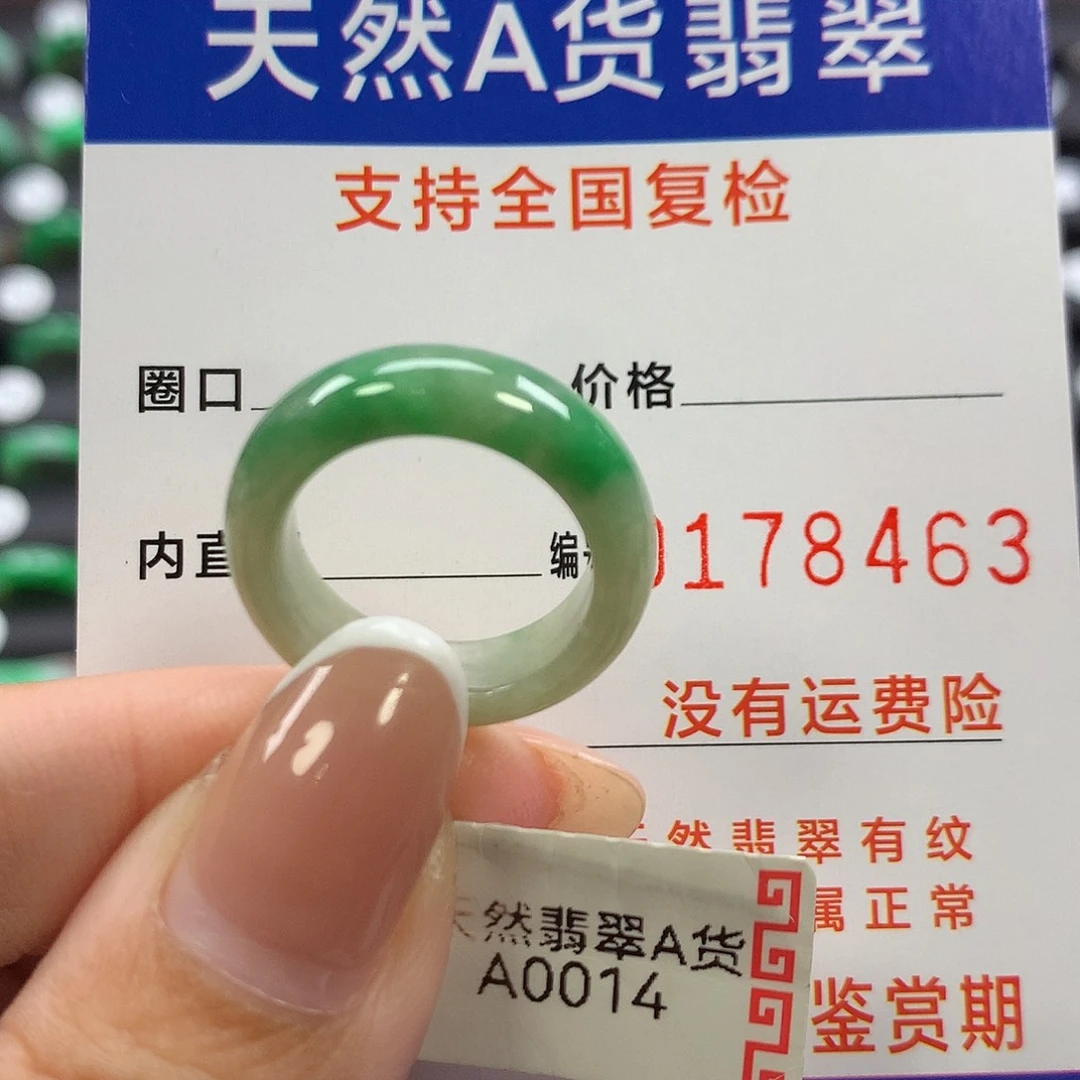 天然A货翡翠
支持全国复检
圈口 价格
内直 编 0178463
没有运费险
然翡翠有纹
属正常
鉴赏期
然翡翠A货
A0014